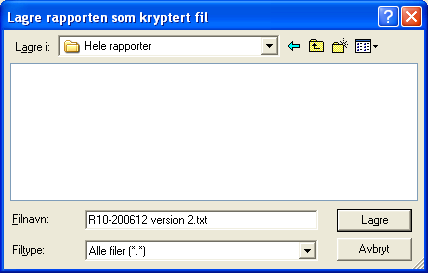 Lagre rapporten som kryptert fil
Lagre i: Hele rapporter
Filnavn: R10-200612 version 2.txt Lagre
Filtype: Alle filer (*.*) Avbryt